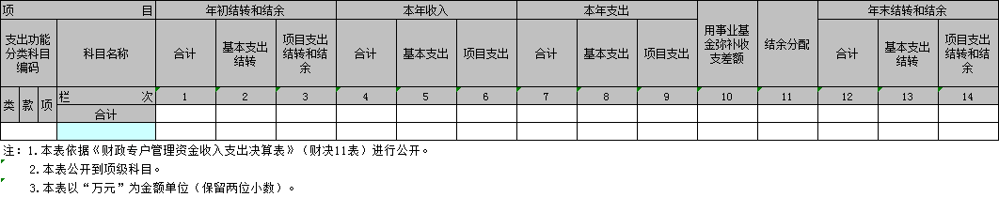 项 目 年初结转和结余 本年收入 本年支出 用事业基金弥补收支差额 结余分配 年末结转和结余
支出功能分类科目编码 科目名称 合计 基本支出结转 项目支出结转和结余 合计 基本支出 项目支出 合计 基本支出 项目支出 合计 基本支出结转 项目支出结转和结余
类 款 项 栏 次 1 2 3 4 5 6 7 8 9 10 11 12 13 14
合计
注：1.本表依据《财政专户管理资金收入支出决算表》（财决11表）进行公开。
2.本表公开到项级科目。
3.本表以“万元”为金额单位（保留两位小数）。